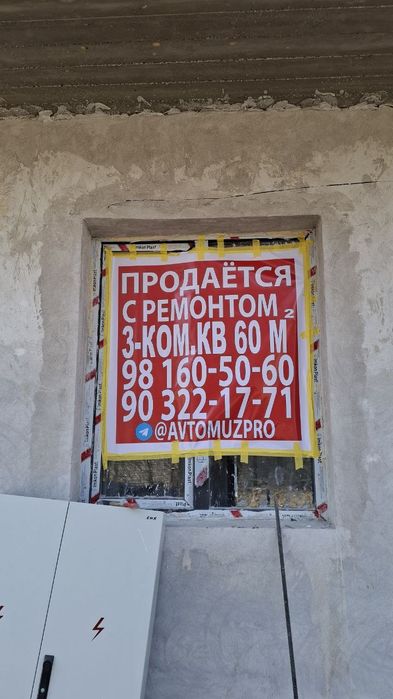 ПРОДАЁТСЯ
С РЕМОНТОМ
3-КОМ.КВ 60 М²
98 160-50-60
90 322-17-71
@AVTOMUZPRO